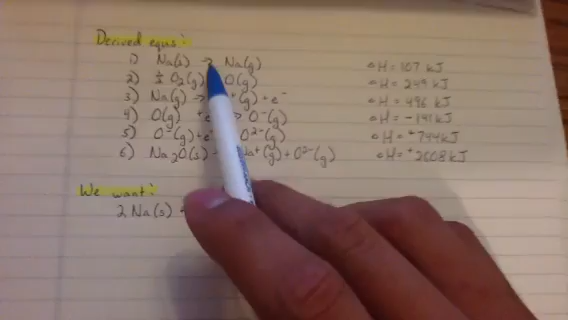 Derived eqns:
1) Na(s) → Na(g) ΔH = 107 kJ
2) ½ O₂(g) O(g) ΔH = 249 kJ
3) Na(g) → ⁺(g) + e⁻ ΔH = 496 kJ
4) O(g) + e → O⁻(g) ΔH = -141 kJ
5) O⁻(g) + e O²⁻(g) ΔH = +744 kJ
6) Na₂O(s) Na⁺(g) + O²⁻(g) ΔH = +2608 kJ
We want:
2 Na(s) +